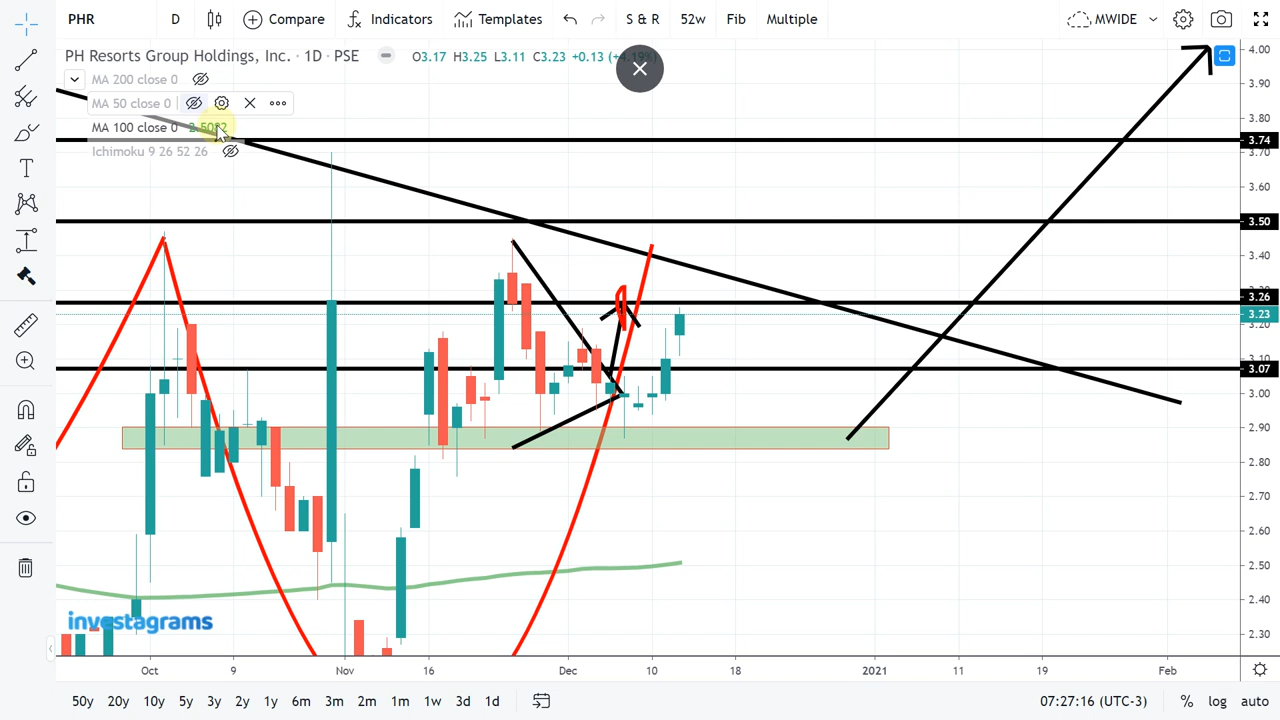 PHR D Compare Indicators Templates S & R 52w Fib Multiple MWIDE
PH Resorts Group Holdings, Inc. · 1D · PSE O3.17 H3.25 L3.11 C3.23 +0.13
MA 200 close 0
MA 50 close 0
MA 100 close 0
Ichimoku 9 26 52 26
4.00
3.90
3.80
3.74
3.70
3.60
3.50
3.40
3.26
3.23
3.20
3.10
3.07
3.00
2.90
2.80
2.70
2.60
2.50
2.40
2.30
investagrams
Oct 9 Nov 16 Dec 10 18 2021 11 19 Feb
50y 20y 10y 5y 3y 2y 1y 6m 3m 2m 1m 1w 3d 1d 07:27:16 (UTC-3) % log auto